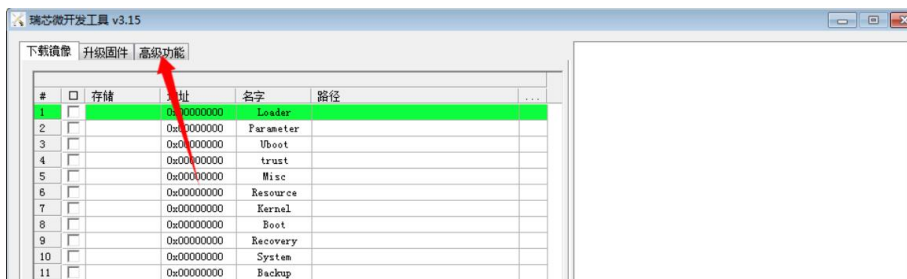 瑞芯微开发工具 v3.15
下载镜像 升级固件 高级功能
# 存储 地址 名字 路径 ...
1 0x00000000 Loader
2 0x00000000 Parameter
3 0x00000000 Uboot
4 0x00000000 trust
5 0x00000000 Misc
6 0x00000000 Resource
7 0x00000000 Kernel
8 0x00000000 Boot
9 0x00000000 Recovery
10 0x00000000 System
11 0x00000000 Backup